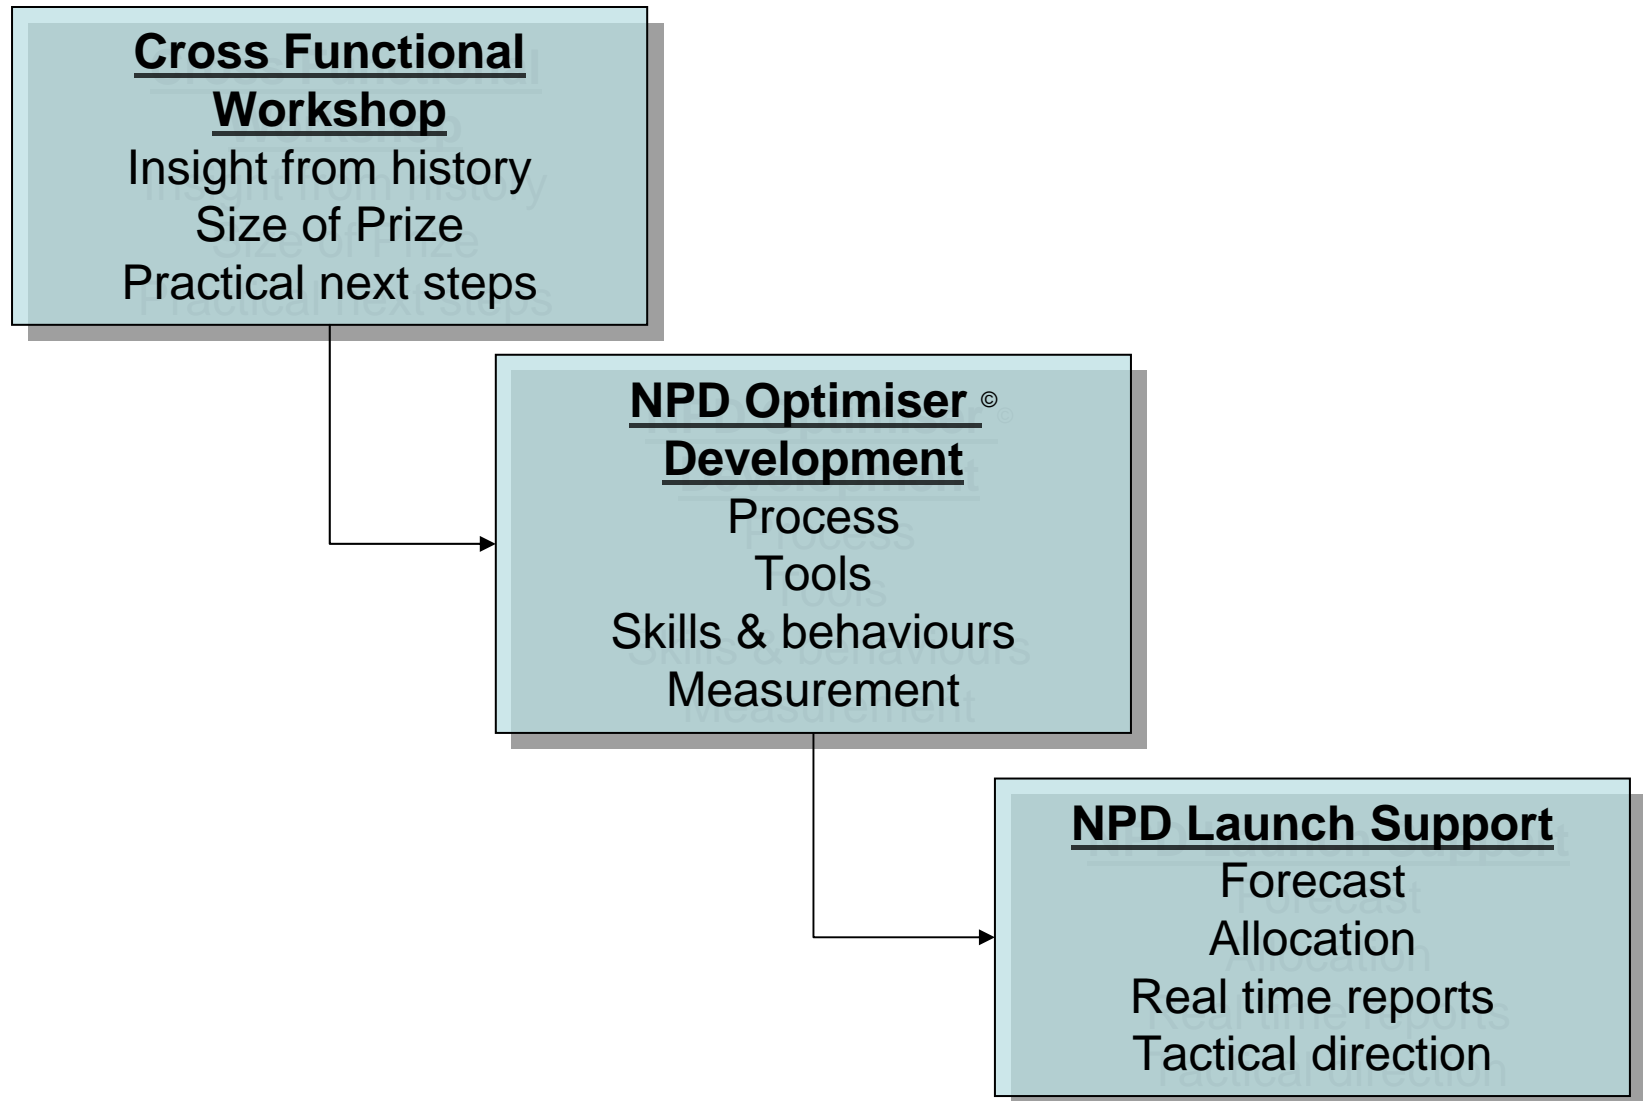 Cross Functional
Workshop
Insight from history
Size of Prize
Practical next steps
NPD Optimiser ©
Development
Process
Tools
Skills & behaviours
Measurement
NPD Launch Support
Forecast
Allocation
Real time reports
Tactical direction